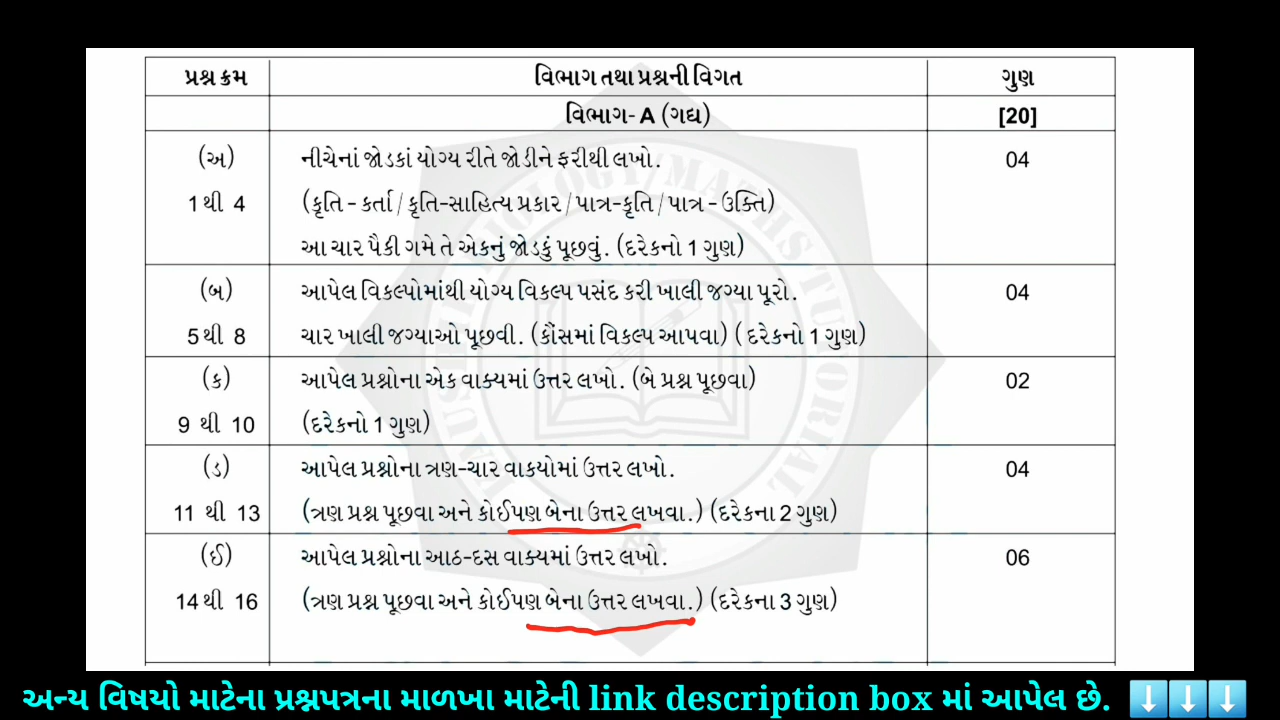 પ્રશ્ન ક્રમ વિભાગ તથા પ્રશ્નની વિગત ગુણ
વિભાગ- A (ગદ્ય) [20]
(અ) નીચેનાં જોડકાં યોગ્ય રીતે જોડીને ફરીથી લખો. 04
1 થી 4 (કૃતિ - કર્તા / કૃતિ-સાહિત્ય પ્રકાર / પાત્ર-કૃતિ / પાત્ર - ઉક્તિ)
આ ચાર પૈકી ગમે તે એકનું જોડકું પૂછવું. (દરેકનો 1 ગુણ)
(બ) આપેલ વિકલ્પોમાંથી યોગ્ય વિકલ્પ પસંદ કરી ખાલી જગ્યા પૂરો. 04
5 થી 8 ચાર ખાલી જગ્યાઓ પૂછવી. (કૌંસમાં વિકલ્પ આપવા) ( દરેકનો 1 ગુણ)
(ક) આપેલ પ્રશ્નોના એક વાક્યમાં ઉત્તર લખો. (બે પ્રશ્ન પૂછવા) 02
9 થી 10 (દરેકનો 1 ગુણ)
(ડ) આપેલ પ્રશ્નોના ત્રણ-ચાર વાકયોમાં ઉત્તર લખો. 04
11 થી 13 (ત્રણ પ્રશ્ન પૂછવા અને કોઈપણ બેના ઉત્તર લખવા.) (દરેકના 2 ગુણ)
(ઈ) આપેલ પ્રશ્નોના આઠ-દસ વાક્યમાં ઉત્તર લખો. 06
14 થી 16 (ત્રણ પ્રશ્ન પૂછવા અને કોઈપણ બેના ઉત્તર લખવા.) (દરેકના 3 ગુણ)
અન્ય વિષયો માટેના પ્રશ્નપત્રના માળખા માટેની link description box માં આપેલ છે.